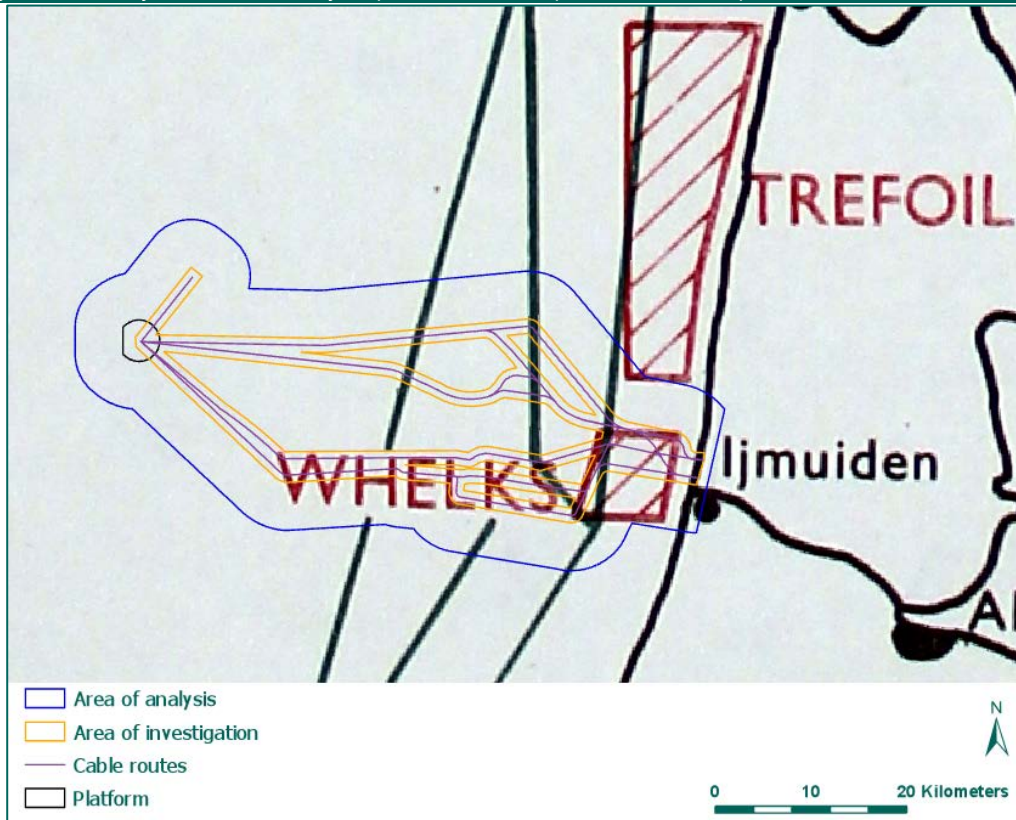 TREFOIL
Ijmuiden
WHELKS
Area of analysis
Area of investigation
Cable routes
Platform
N
0 10 20 Kilometers